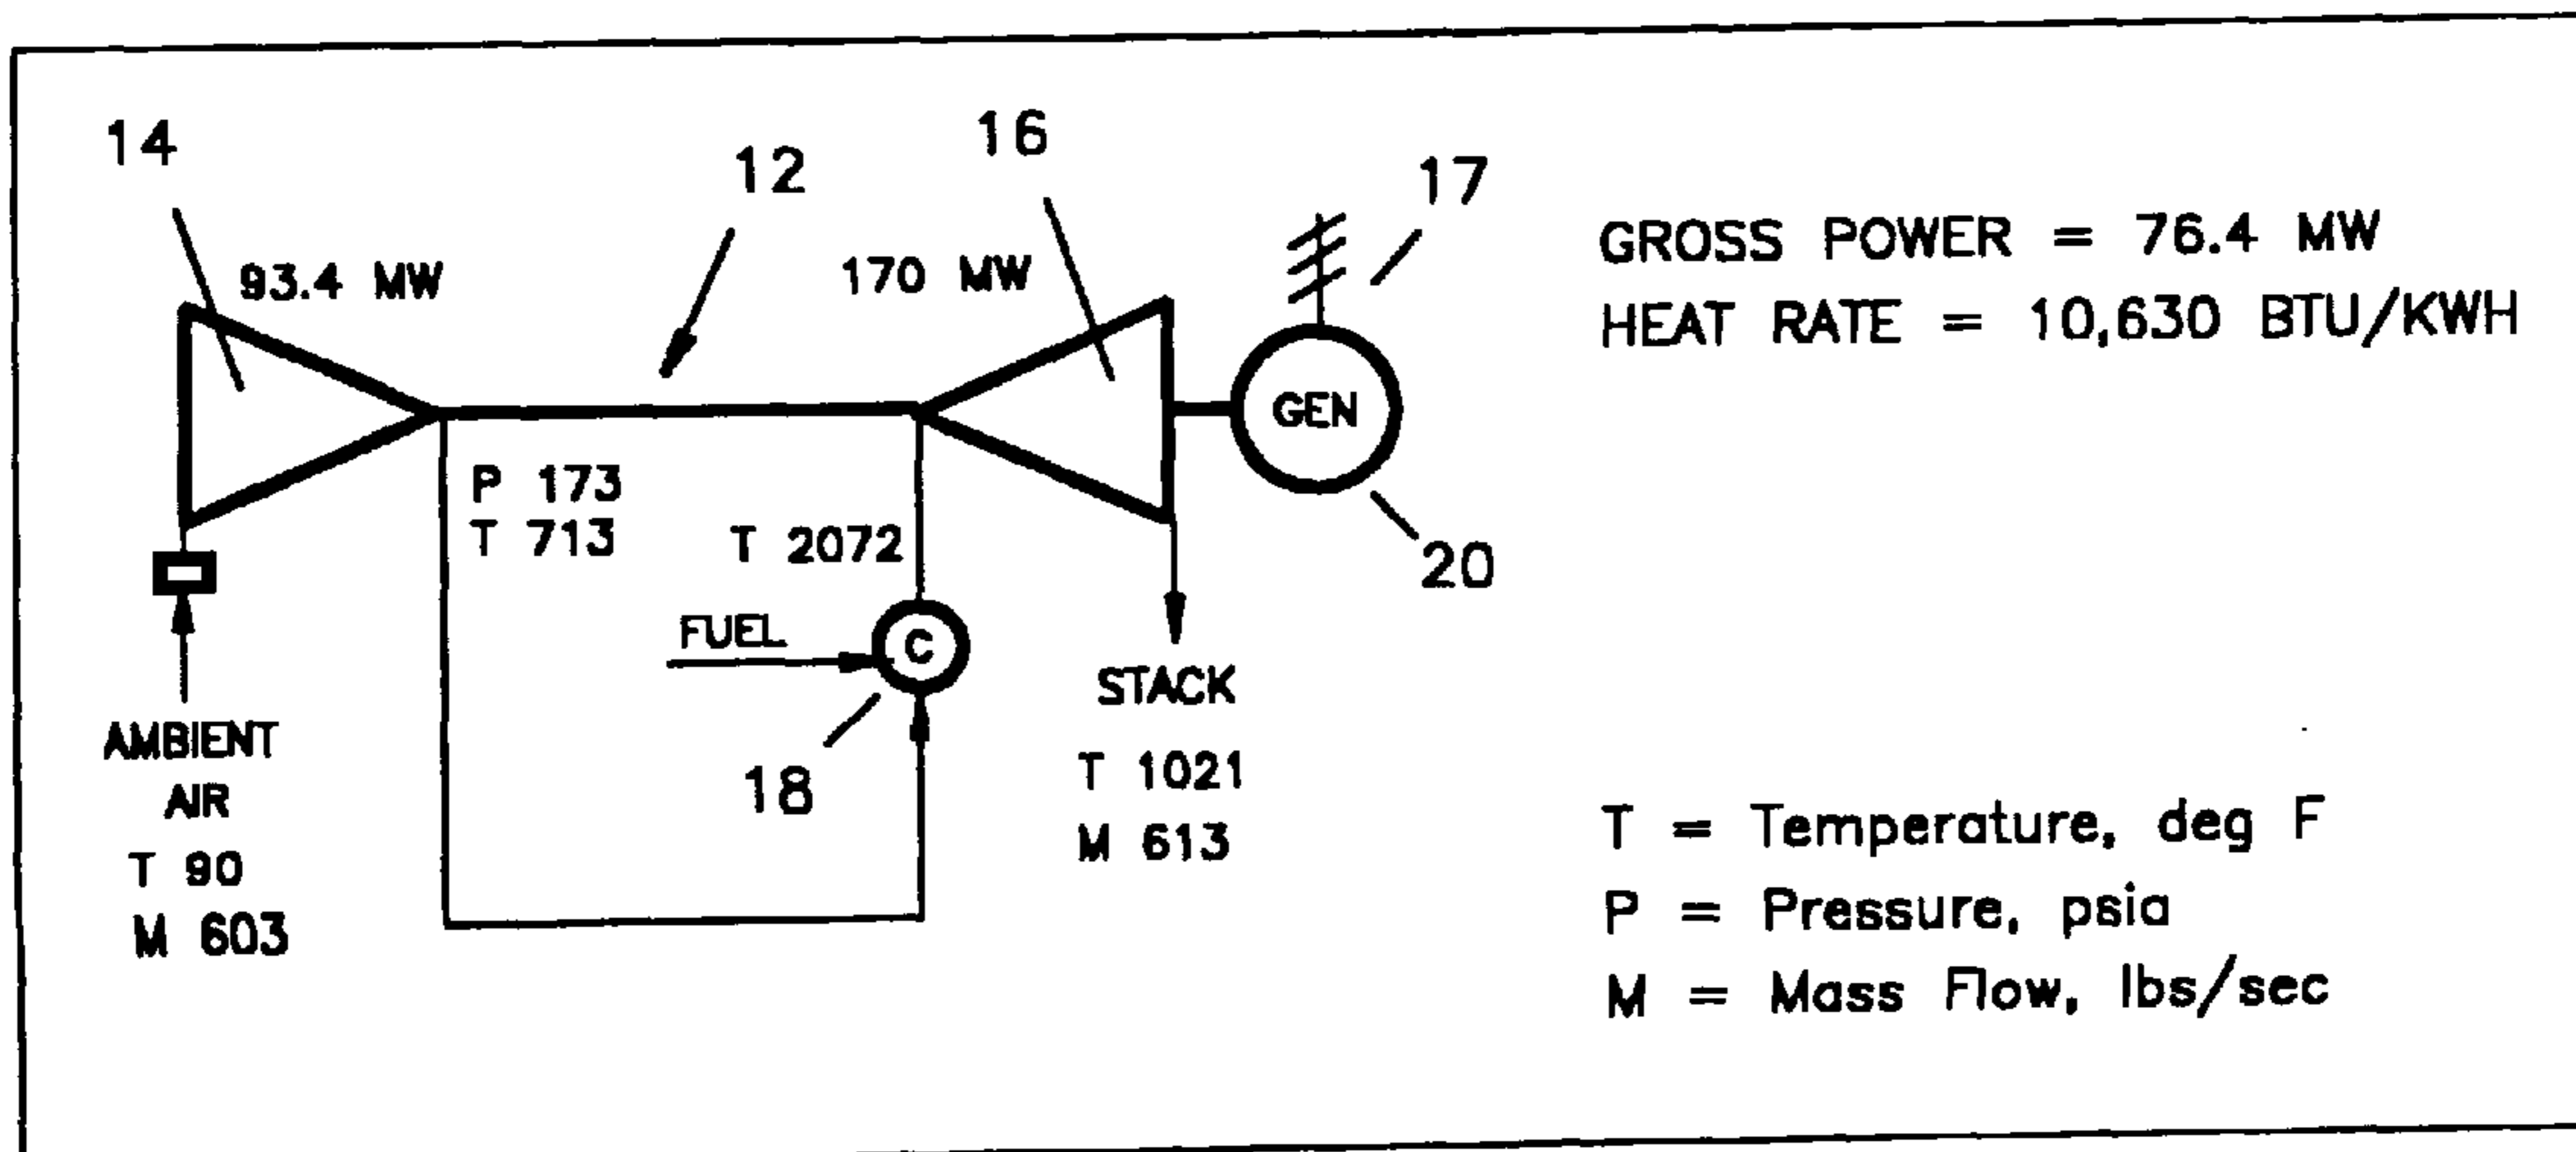 14
12
16
17
93.4 MW
170 MW
GROSS POWER = 76.4 MW
HEAT RATE = 10,630 BTU/KWH
GEN
P 173
T 713
T 2072
20
FUEL
C
STACK
18
AMBIENT
AIR
T 90
M 603
T 1021
M 613
T = Temperature, deg F
P = Pressure, psia
M = Mass Flow, lbs/sec